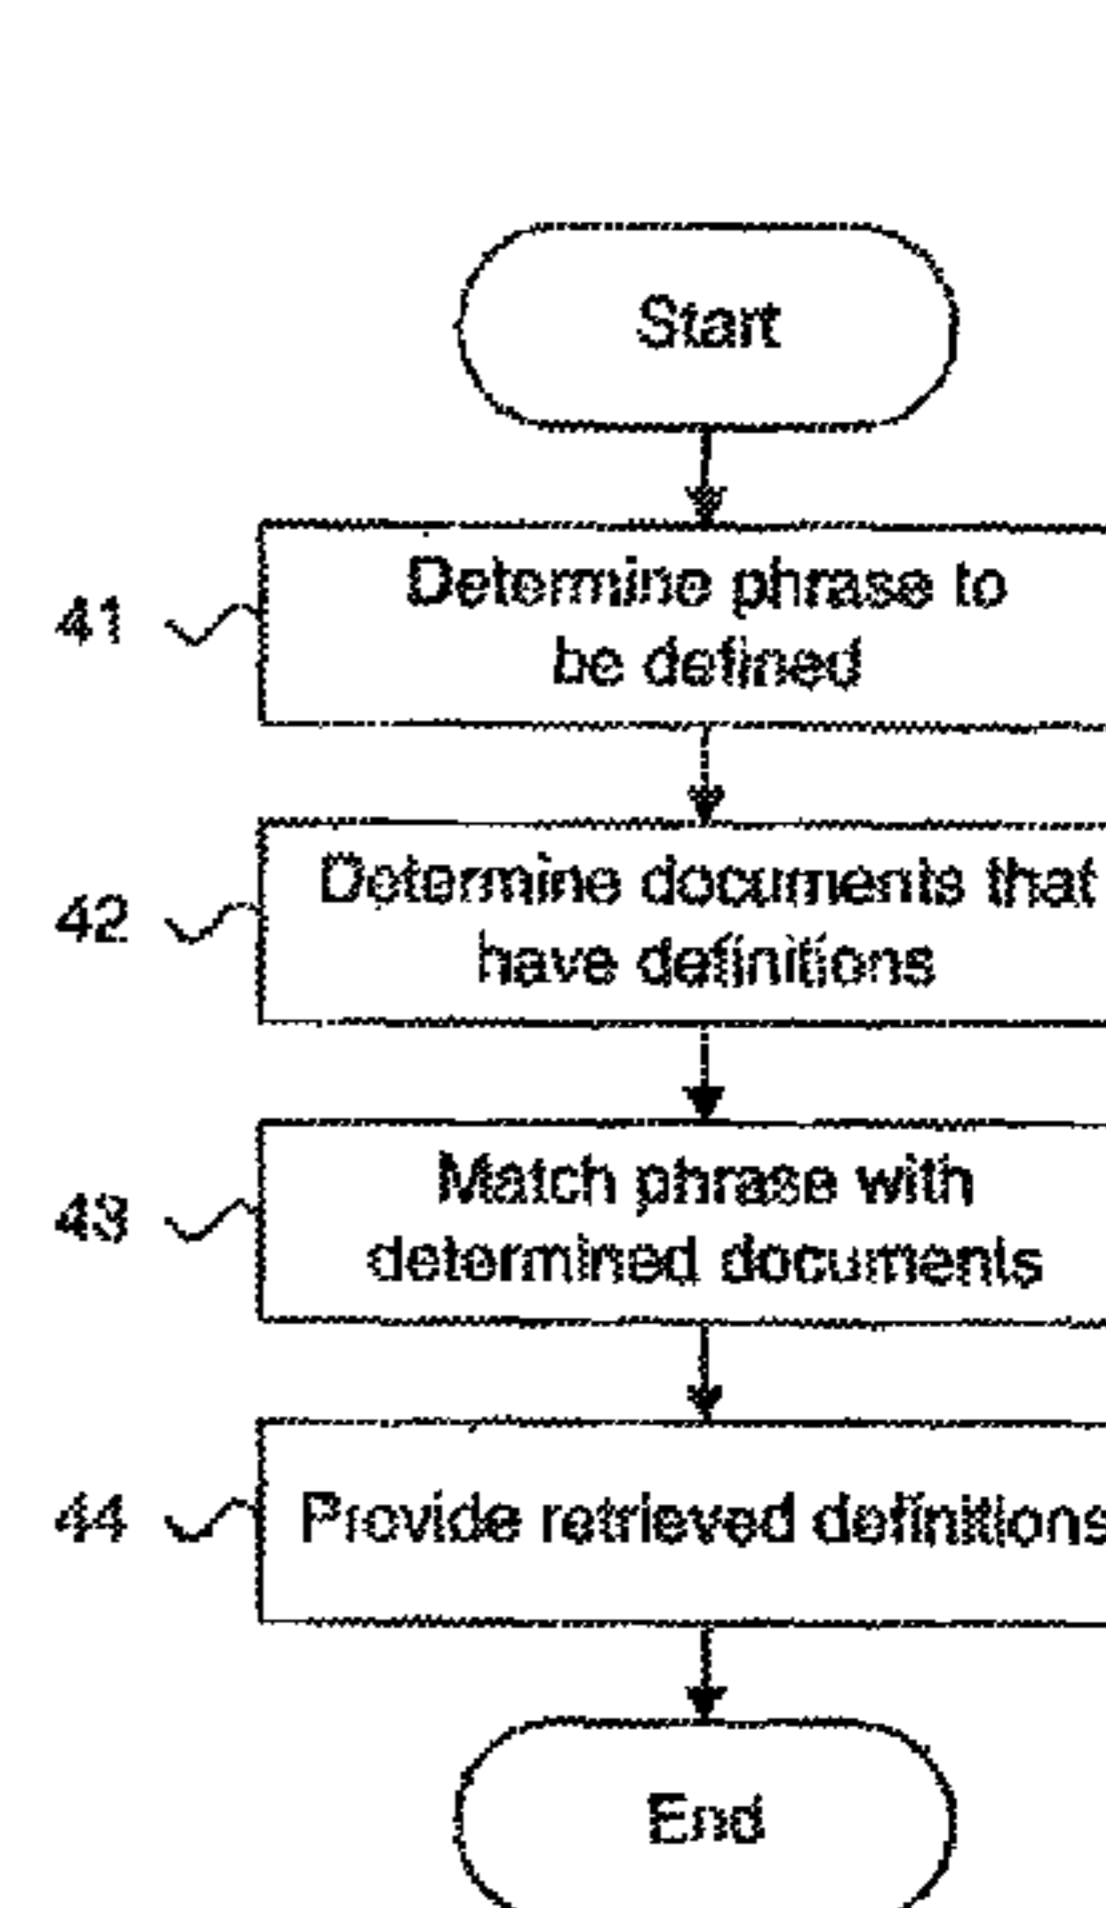 Start
41
Determine phrase to
be defined
42
Determine documents that
have definitions
43
Match phrase with
determined documents
44
Provide retrieved definitions
End